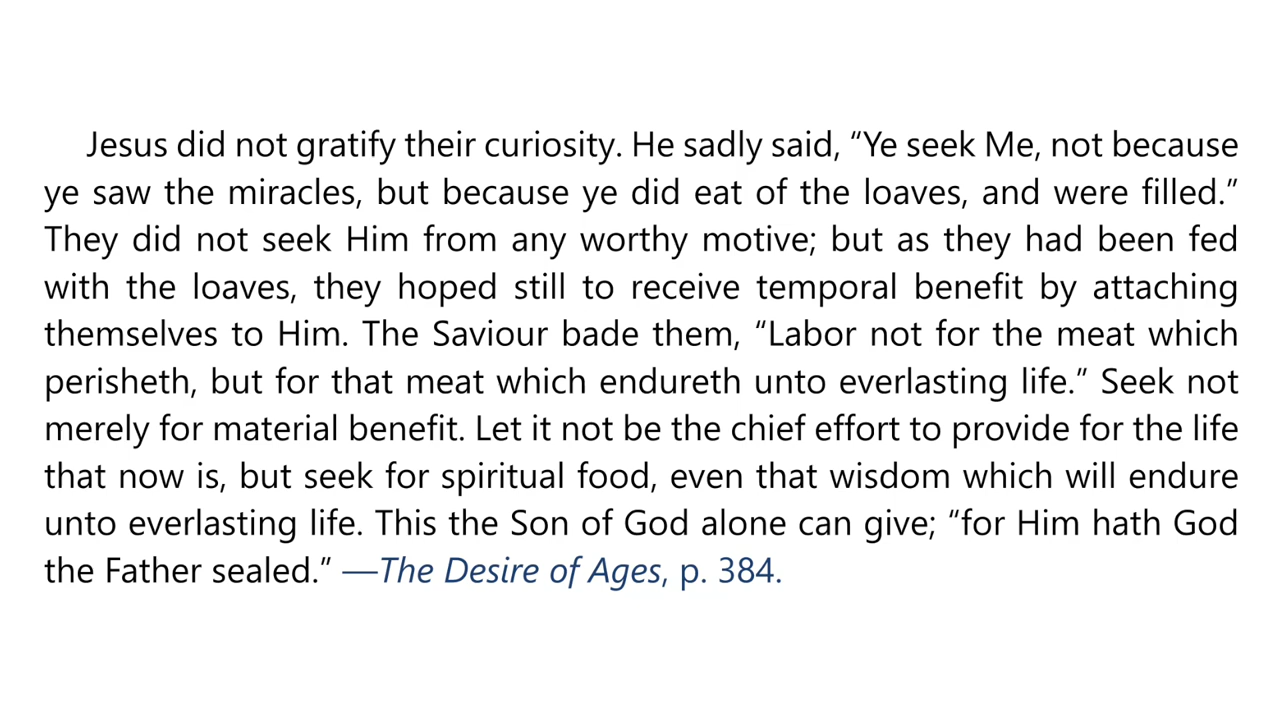 Jesus did not gratify their curiosity. He sadly said, “Ye seek Me, not because
ye saw the miracles, but because ye did eat of the loaves, and were filled.”
They did not seek Him from any worthy motive; but as they had been fed
with the loaves, they hoped still to receive temporal benefit by attaching
themselves to Him. The Saviour bade them, “Labor not for the meat which
perisheth, but for that meat which endureth unto everlasting life.” Seek not
merely for material benefit. Let it not be the chief effort to provide for the life
that now is, but seek for spiritual food, even that wisdom which will endure
unto everlasting life. This the Son of God alone can give; “for Him hath God
the Father sealed.” —The Desire of Ages, p. 384.